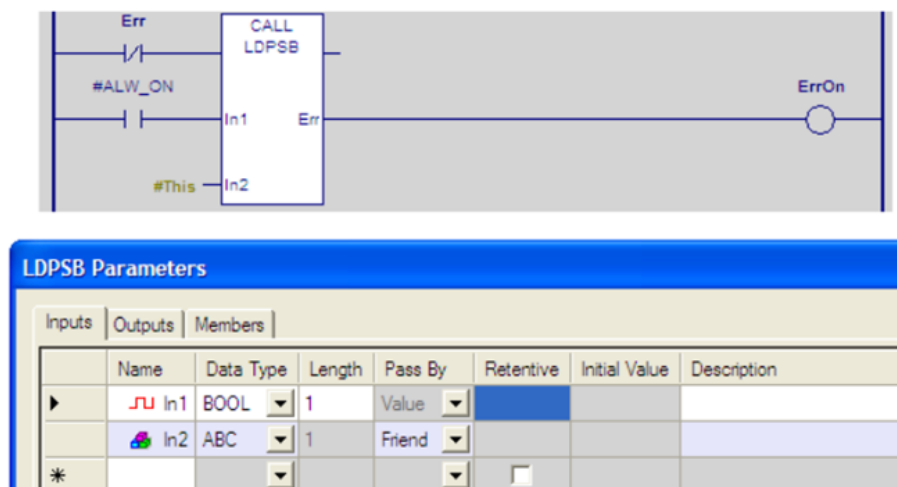 Err
CALL
LDPSB
#ALW_ON
ErrOn
In1 Err
#This In2
LDPSB Parameters
Inputs Outputs Members
Name Data Type Length Pass By Retentive Initial Value Description
In1 BOOL 1 Value
In2 ABC 1 Friend